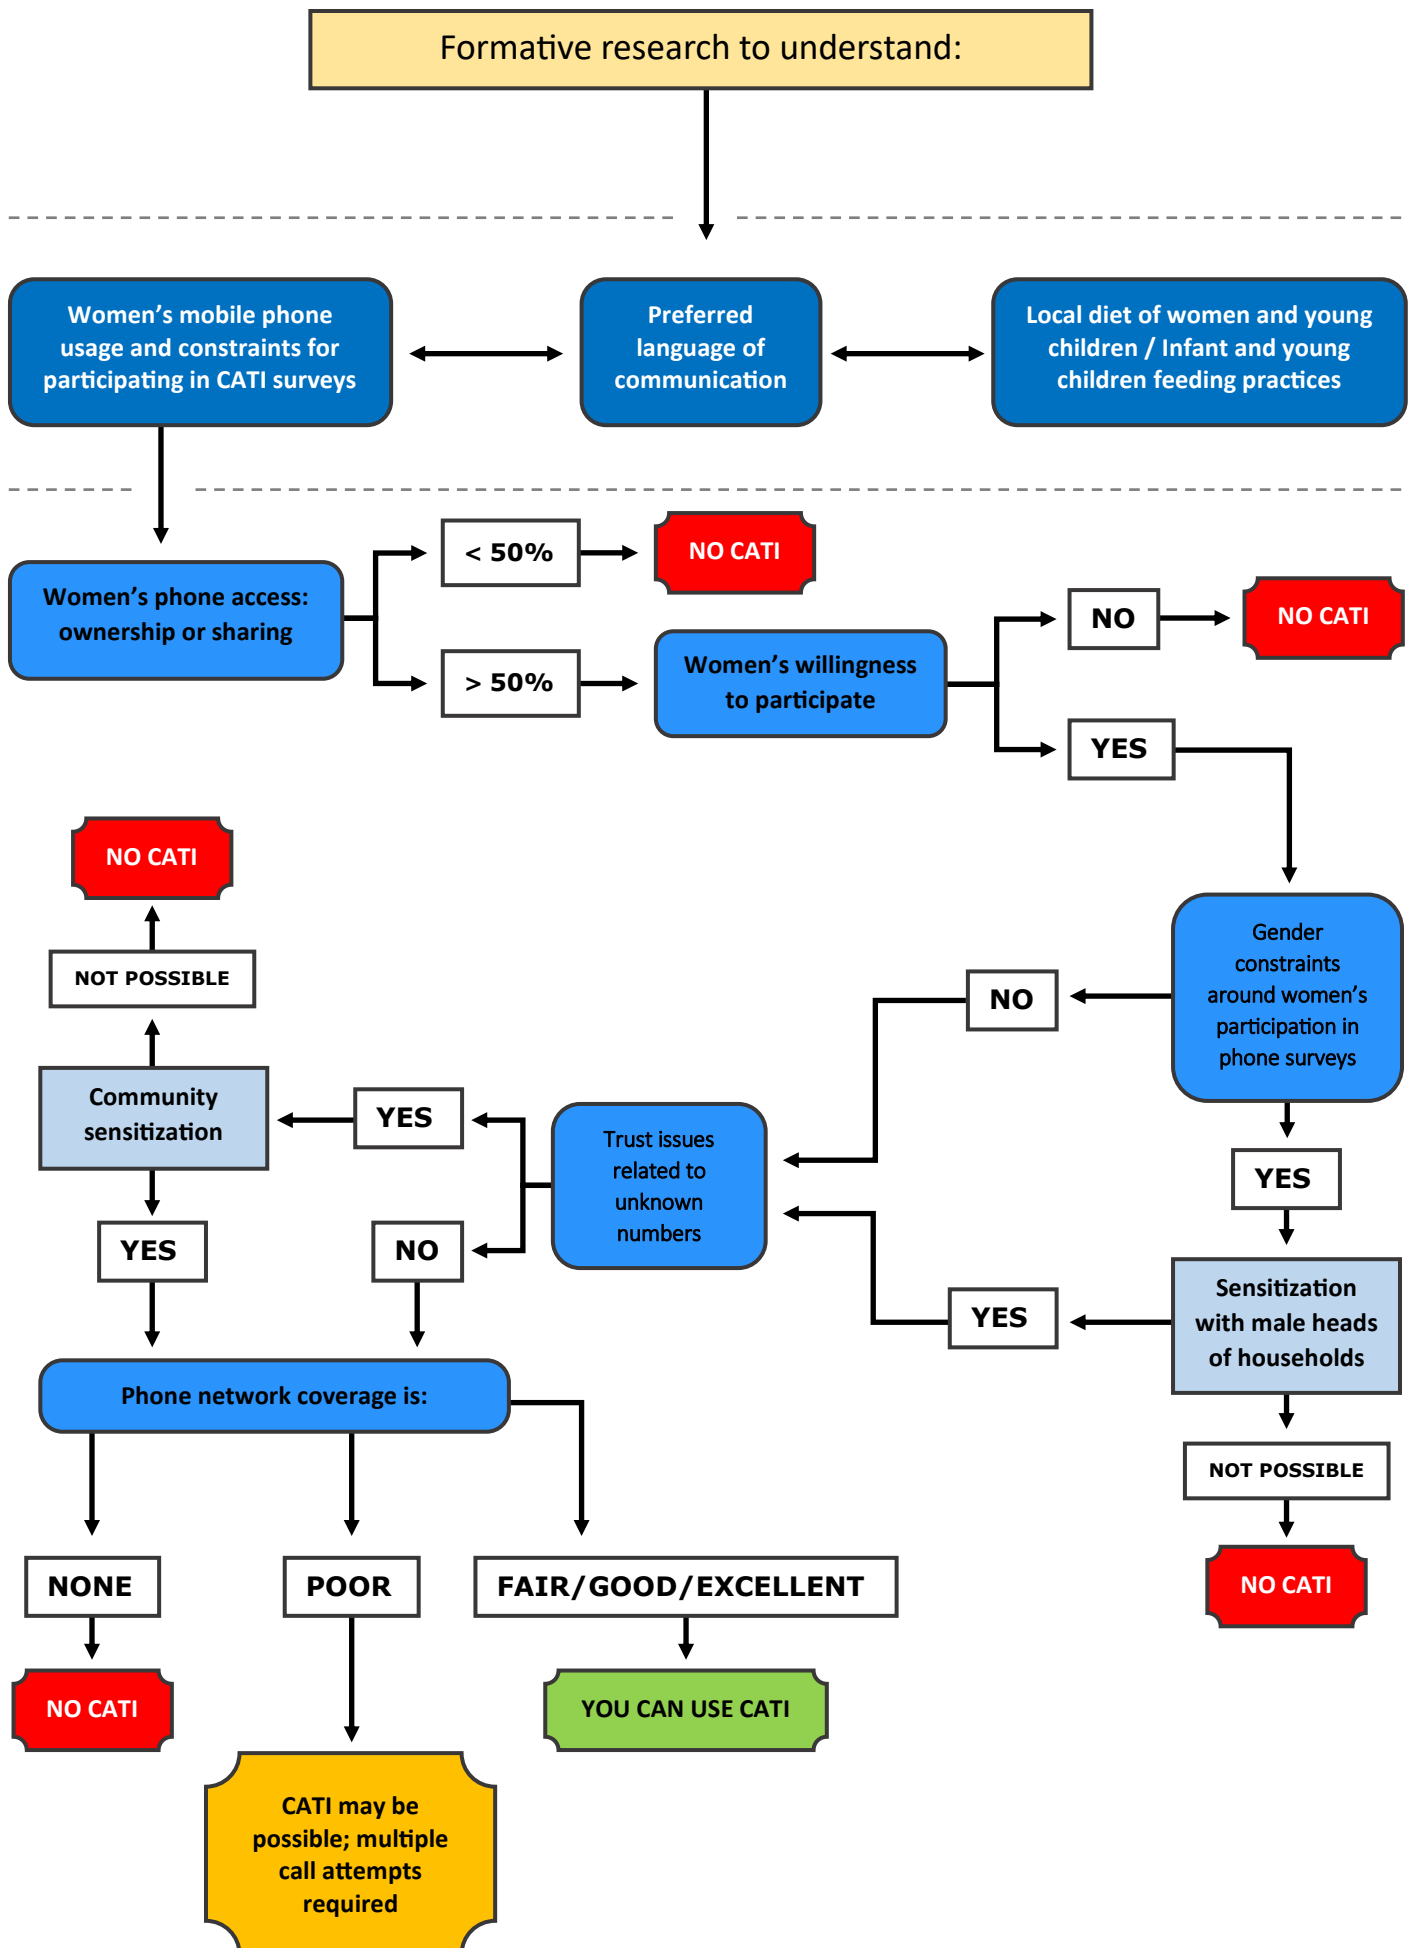 Formative research to understand:
Women's mobile phone
usage and constraints for
participating in CATI surveys
Preferred
language of
communication
Local diet of women and young
children / Infant and young
children feeding practices
Women's phone access:
ownership or sharing
< 50%
NO CATI
> 50%
Women's willingness
to participate
NO
NO CATI
YES
Gender
constraints
around women's
participation in
phone surveys
NO
YES
Sensitization
with male heads
of households
YES
NOT POSSIBLE
NO CATI
Trust issues
related to
unknown
numbers
YES
NO
Community
sensitization
NOT POSSIBLE
NO CATI
YES
Phone network coverage is:
NONE
POOR
FAIR/GOOD/EXCELLENT
NO CATI
CATI may be
possible; multiple
call attempts
required
YOU CAN USE CATI